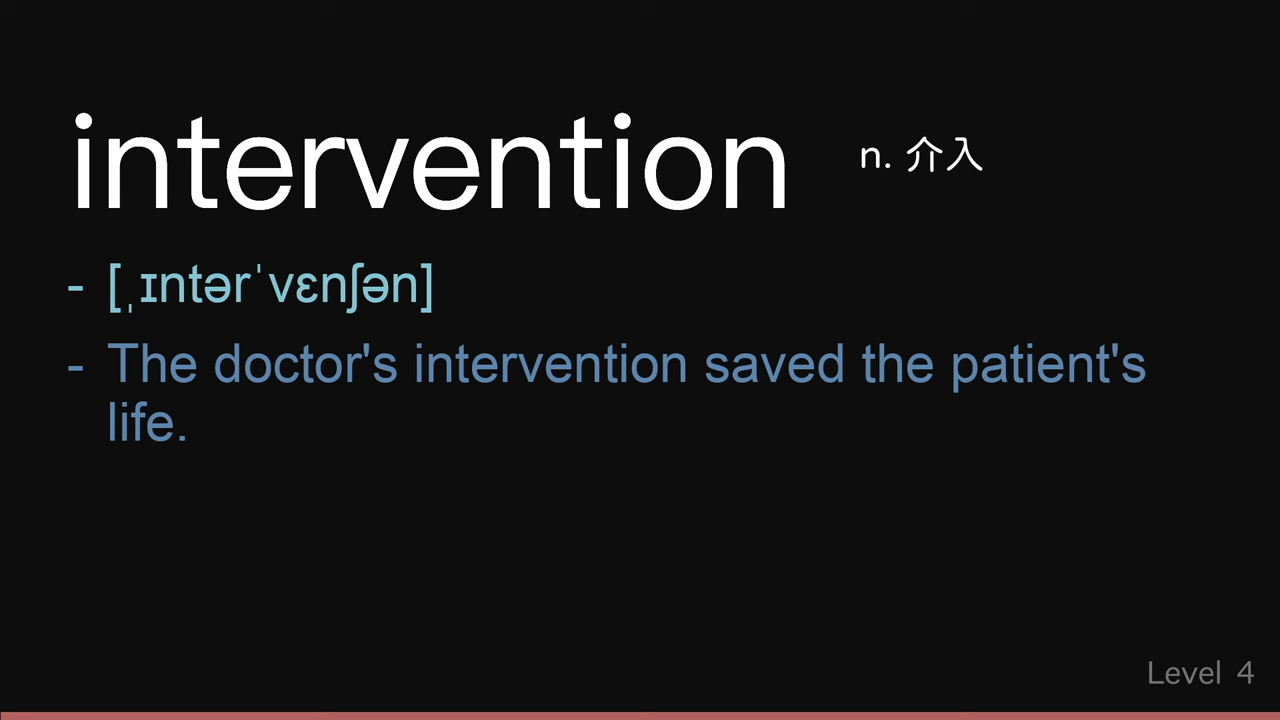 intervention n. 介入
- [ˌɪntərˈvɛnʃən]
- The doctor's intervention saved the patient's
life.
Level 4